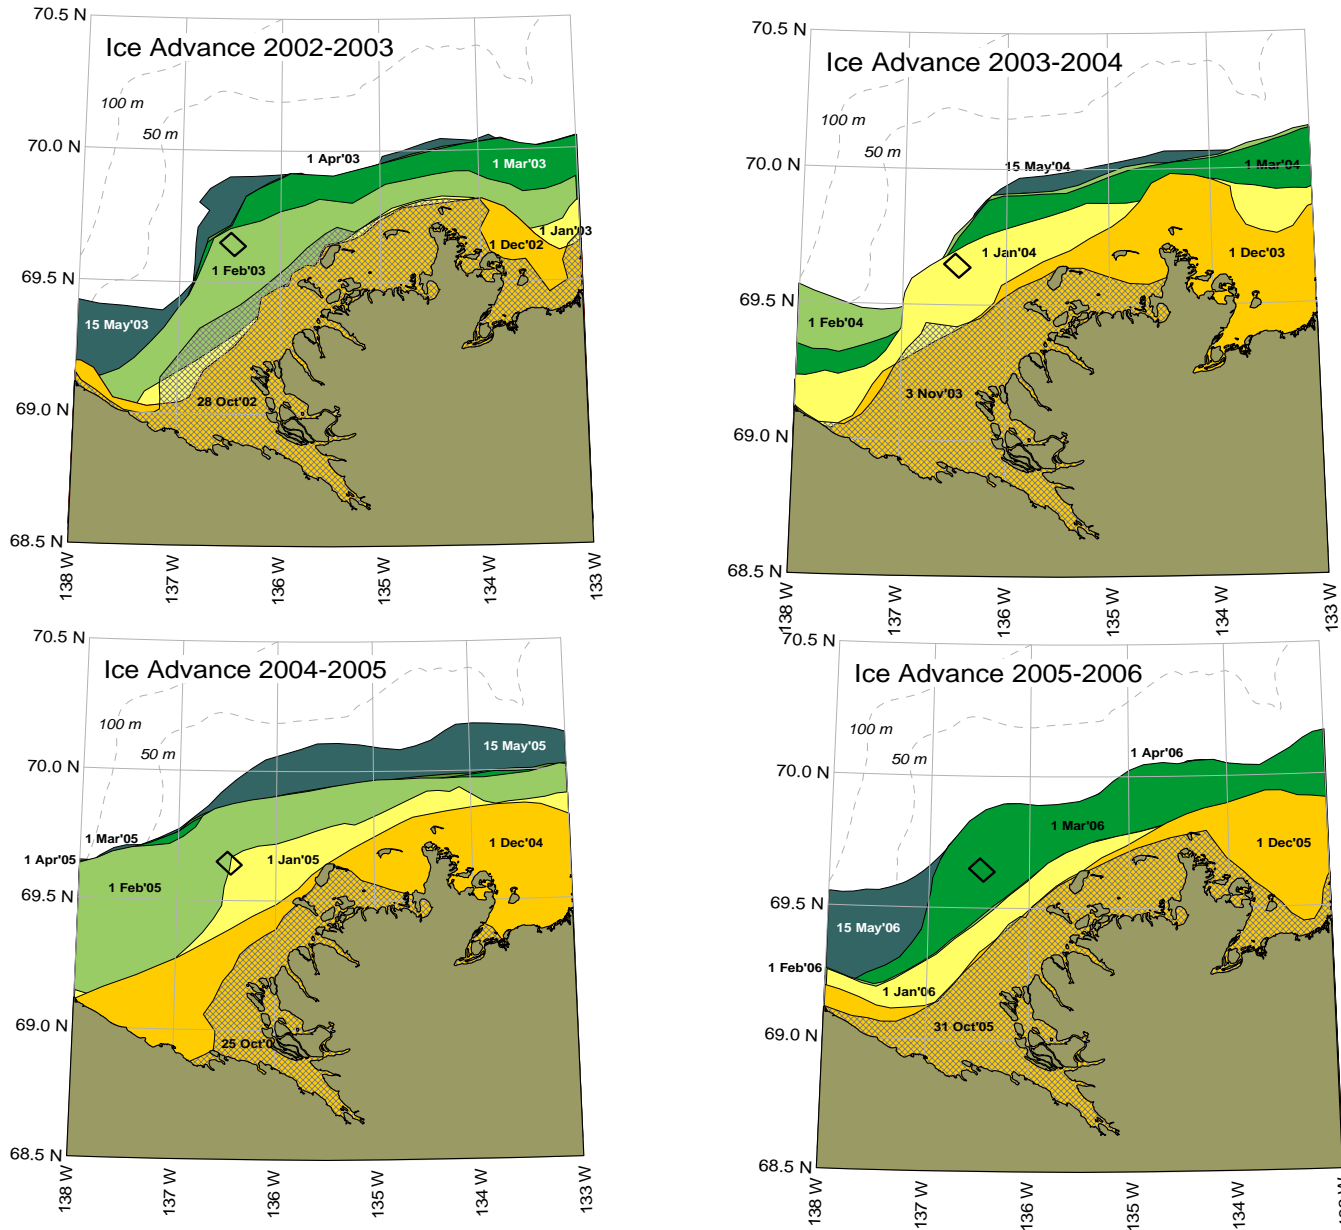 70.5 N
Ice Advance 2002-2003
100 m
50 m
70.0 N
1 Apr'03
1 Mar'03
1 Jan'03
1 Dec'02
1 Feb'03
69.5 N
15 May'03
28 Oct'02
69.0 N
68.5 N
138 W
137 W
136 W
135 W
134 W
133 W
70.5 N
Ice Advance 2003-2004
100 m
50 m
70.0 N
15 May'04
1 Mar'04
1 Jan'04
1 Dec'03
69.5 N
1 Feb'04
3 Nov'03
69.0 N
68.5 N
138 W
137 W
136 W
135 W
134 W
133 W
70.5 N
Ice Advance 2004-2005
100 m
50 m
15 May'05
70.0 N
1 Mar'05
1 Apr'05
1 Jan'05
1 Dec'04
1 Feb'05
69.5 N
69.0 N
25 Oct'0
68.5 N
138 W
137 W
136 W
135 W
134 W
133 W
70.5 N
Ice Advance 2005-2006
100 m
50 m
1 Apr'06
70.0 N
1 Mar'06
1 Dec'05
69.5 N
15 May'06
1 Feb'06
1 Jan'06
31 Oct'05
69.0 N
68.5 N
138 W
137 W
136 W
135 W
134 W